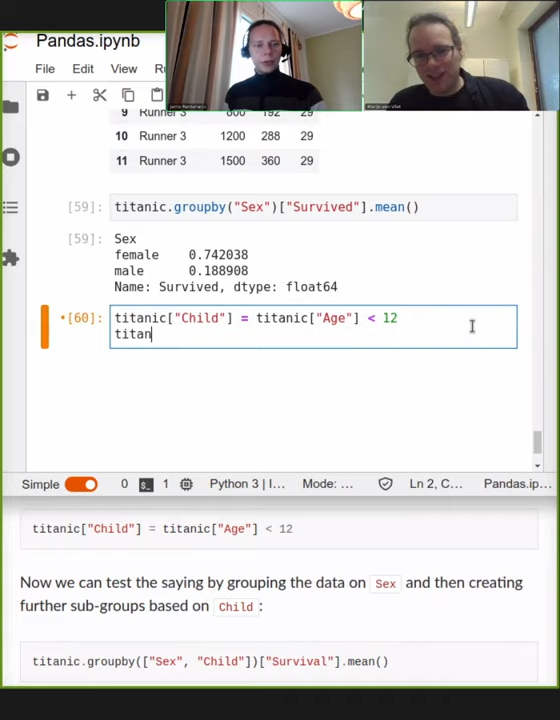 Pandas.ipynb
File Edit View
9 Runner 3 800 192 29
10 Runner 3 1200 288 29
11 Runner 3 1500 360 29
[59]: titanic.groupby("Sex")["Survived"].mean()
[59]: Sex
female 0.742038
male 0.188908
Name: Survived, dtype: float64
•[60]: titanic["Child"] = titanic["Age"] < 12
titan
Simple 0 1 Python 3 | I... Mode: ... Ln 2, C... Pandas.ip...
titanic["Child"] = titanic["Age"] < 12
Now we can test the saying by grouping the data on Sex and then creating
further sub-groups based on Child :
titanic.groupby(["Sex", "Child"])["Survival"].mean()